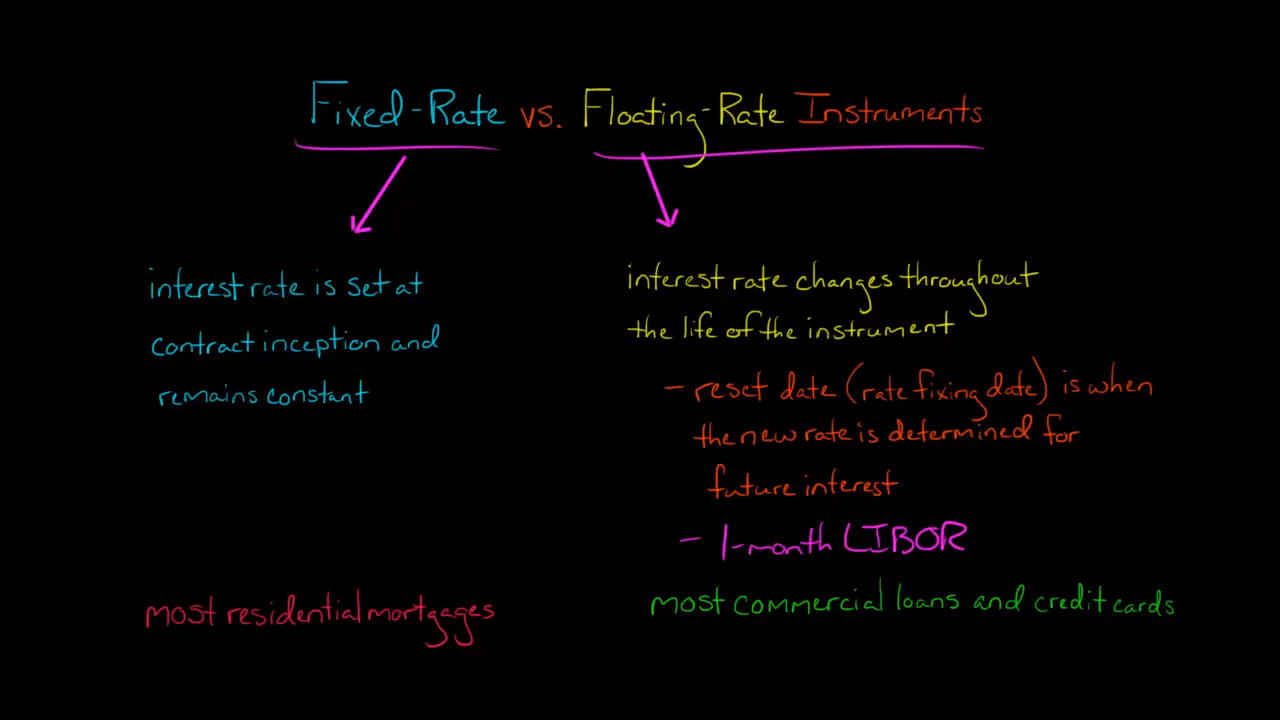 Fixed-Rate vs. Floating-Rate Instruments
interest rate is set at
contract inception and
remains constant
most residential mortgages
interest rate changes throughout
the life of the instrument
- reset date (rate fixing date) is when
the new rate is determined for
future interest
- 1-month LIBOR
most commercial loans and credit cards